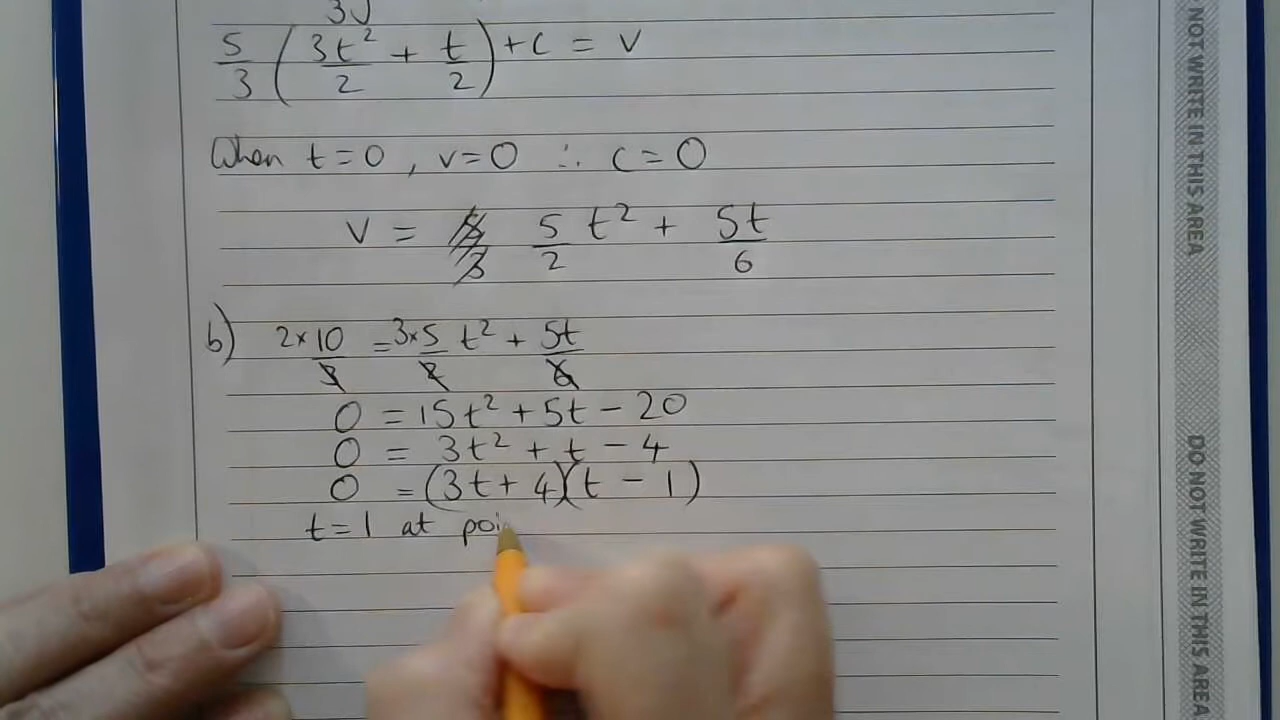 5/3 (3t²/2 + t/2) + c = v
When t=0, v=0 ∴ c=0
v = 5/2 t² + 5t/6
b) 2×10/3 = 3×5/2 t² + 5t/6
0 = 15t² + 5t - 20
0 = 3t² + t - 4
0 = (3t + 4)(t - 1)
t=1 at poi
NOT WRITE IN THIS AREA
DO NOT WRITE IN THIS AREA